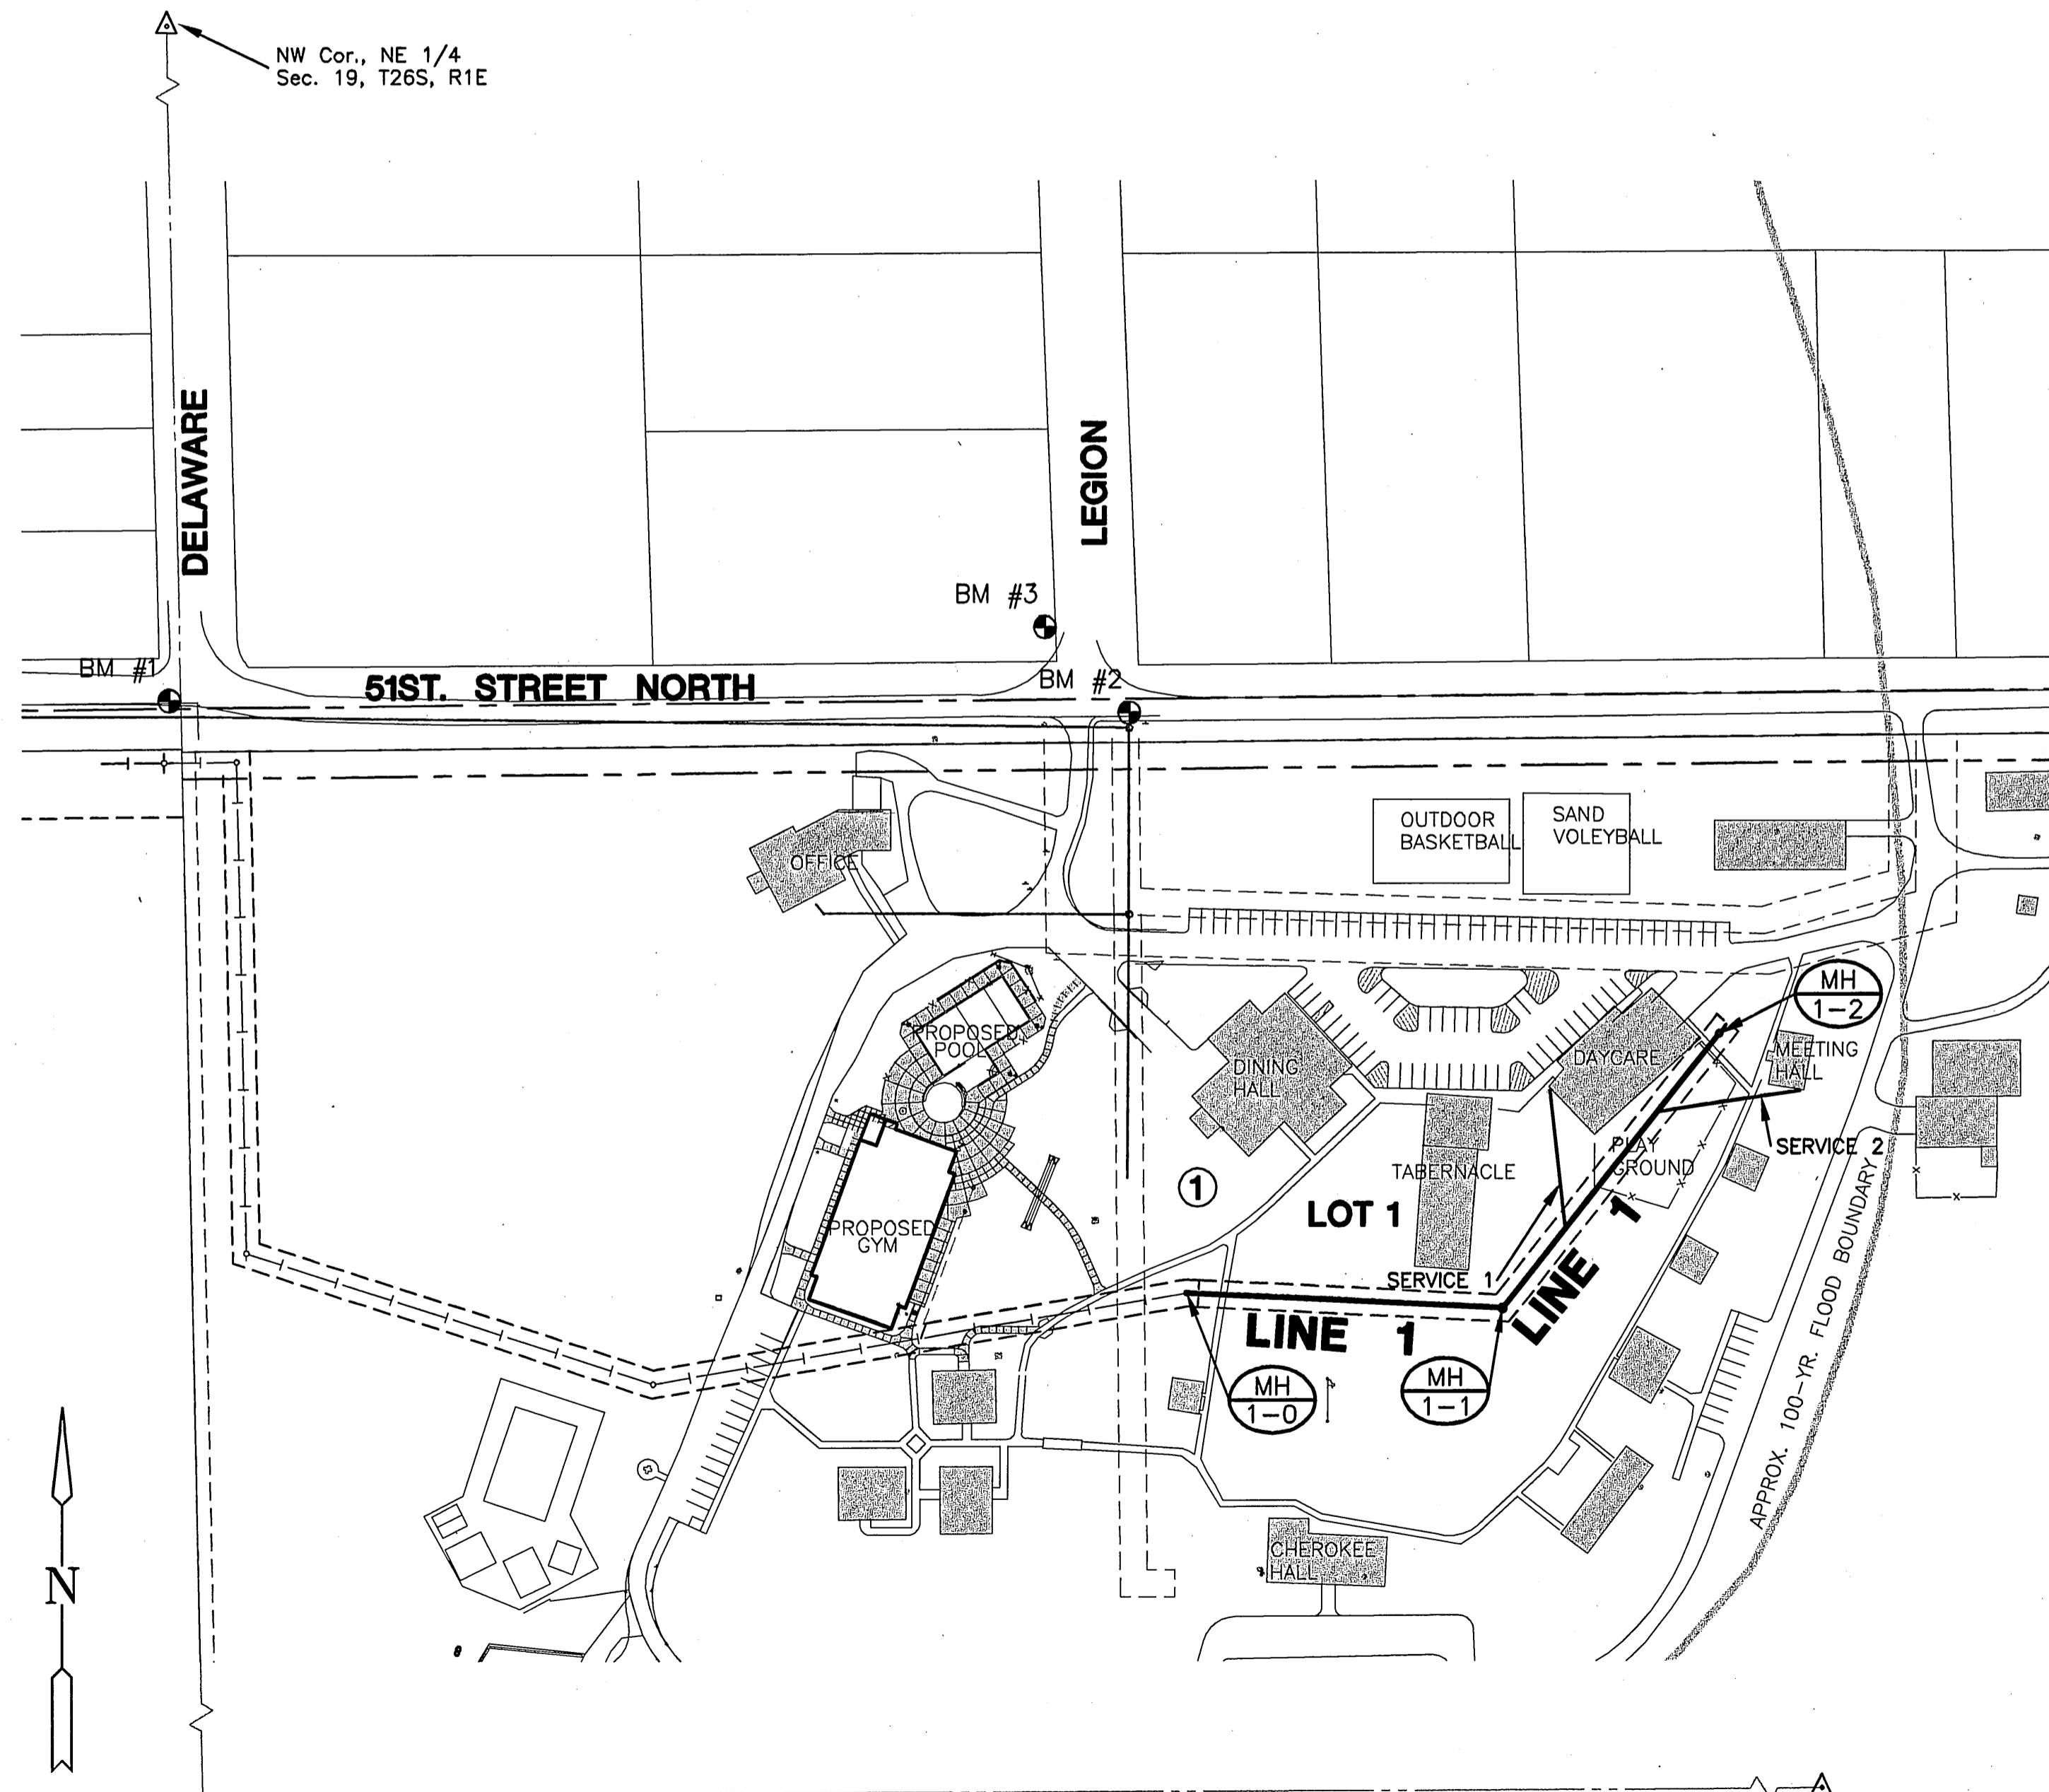 NW Cor., NE 1/4
Sec. 19, T26S, R1E
DELAWARE
LEGION
BM #3
BM #1
51ST. STREET NORTH
BM #2
OFFICE
OUTDOOR
BASKETBALL
SAND
VOLEYBALL
MH
1-2
PROPOSED
POOL
DINING
HALL
DAYCARE
MEETING
HALL
SERVICE 2
PLAY
GROUND
TABERNACLE
1
LOT 1
PROPOSED
GYM
SERVICE 1
LINE 1
LINE 1
MH
1-0
MH
1-1
APPROX. 100-YR. FLOOD BOUNDARY
CHEROKEE
HALL
N